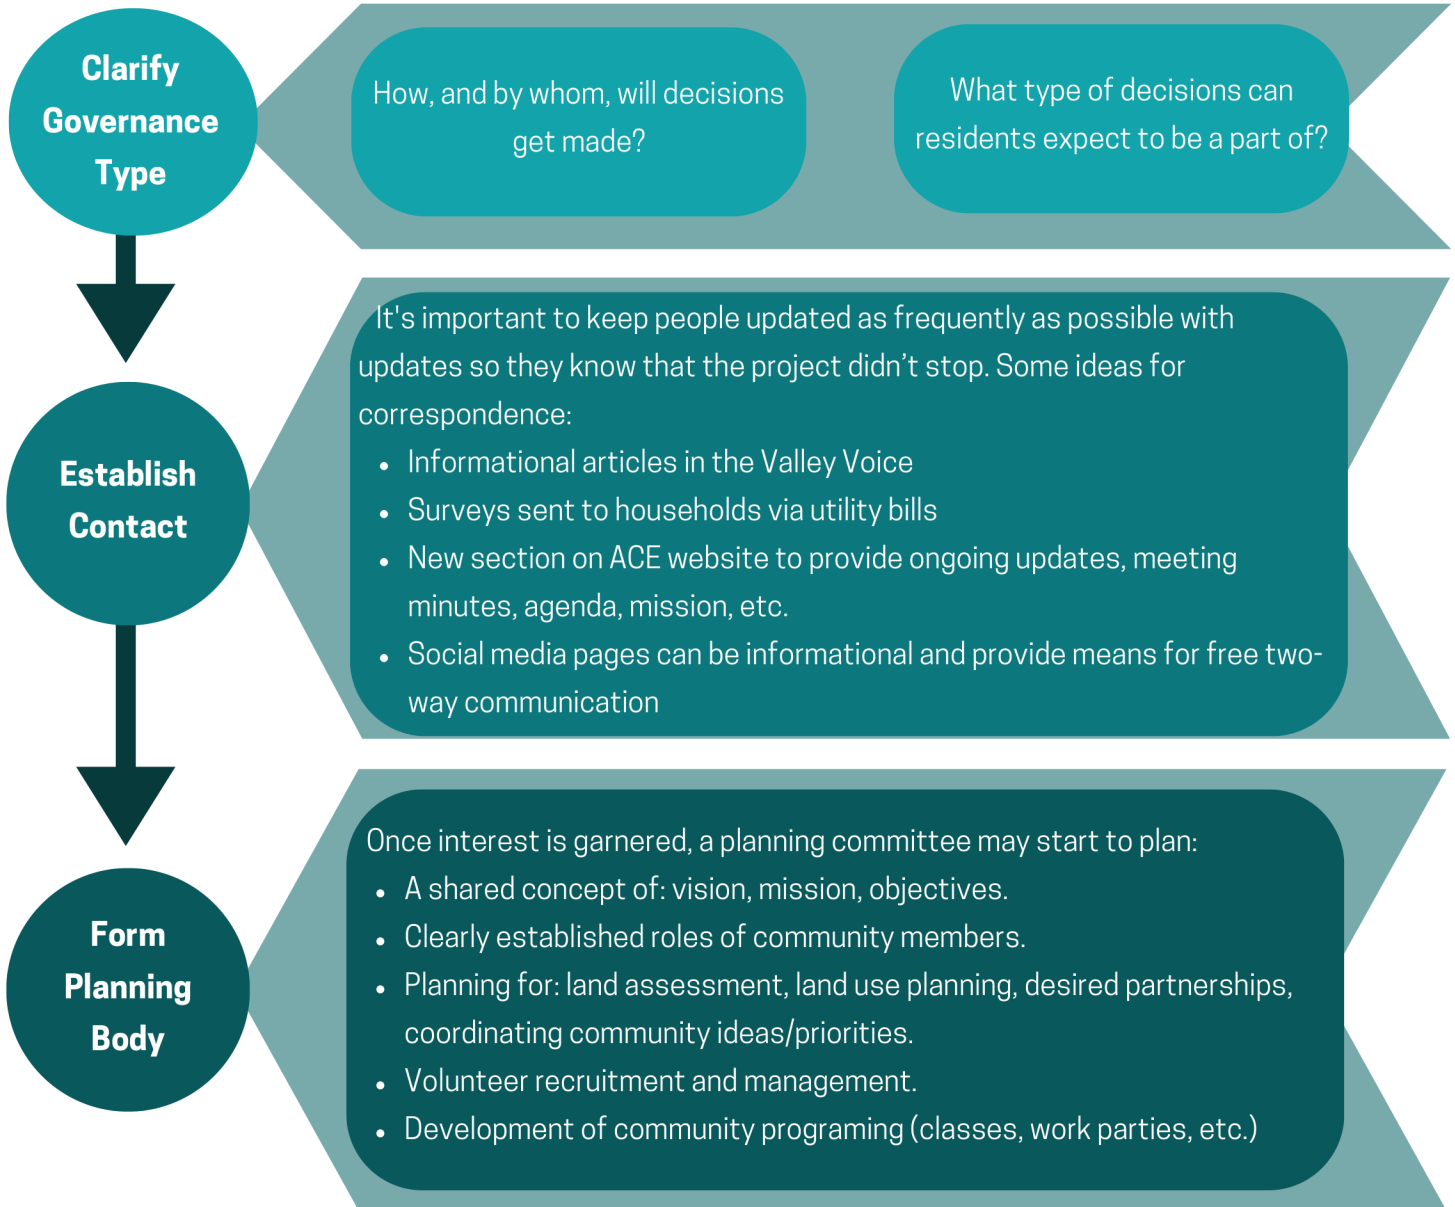 Clarify
Governance
Type
How, and by whom, will decisions
get made?
What type of decisions can
residents expect to be a part of?
Establish
Contact
It's important to keep people updated as frequently as possible with
updates so they know that the project didn’t stop. Some ideas for
correspondence:
• Informational articles in the Valley Voice
• Surveys sent to households via utility bills
• New section on ACE website to provide ongoing updates, meeting
minutes, agenda, mission, etc.
• Social media pages can be informational and provide means for free two-
way communication
Form
Planning
Body
Once interest is garnered, a planning committee may start to plan:
• A shared concept of: vision, mission, objectives.
• Clearly established roles of community members.
• Planning for: land assessment, land use planning, desired partnerships,
coordinating community ideas/priorities.
• Volunteer recruitment and management.
• Development of community programing (classes, work parties, etc.)